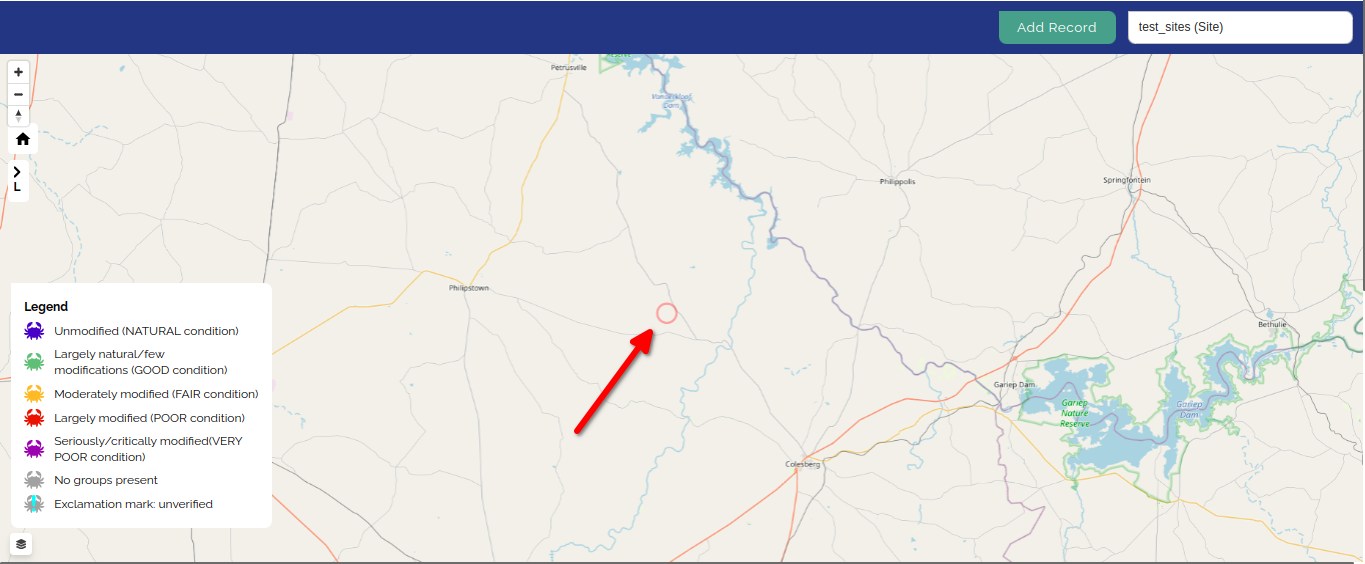 Add Record
test_sites (Site)
Reserve
Petrusville
Vanderkloof
Dam
Philippolis
Springfontein
L
Philipstown
Legend
Unmodified (NATURAL condition)
Largely natural/few
modifications (GOOD condition)
Moderately modified (FAIR condition)
Largely modified (POOR condition)
Seriously/critically modified(VERY
POOR condition)
No groups present
Exclamation mark: unverified
Bethulie
Gariep Dam
Gariep
Nature
Reserve
Gariep
Dam
Colesberg